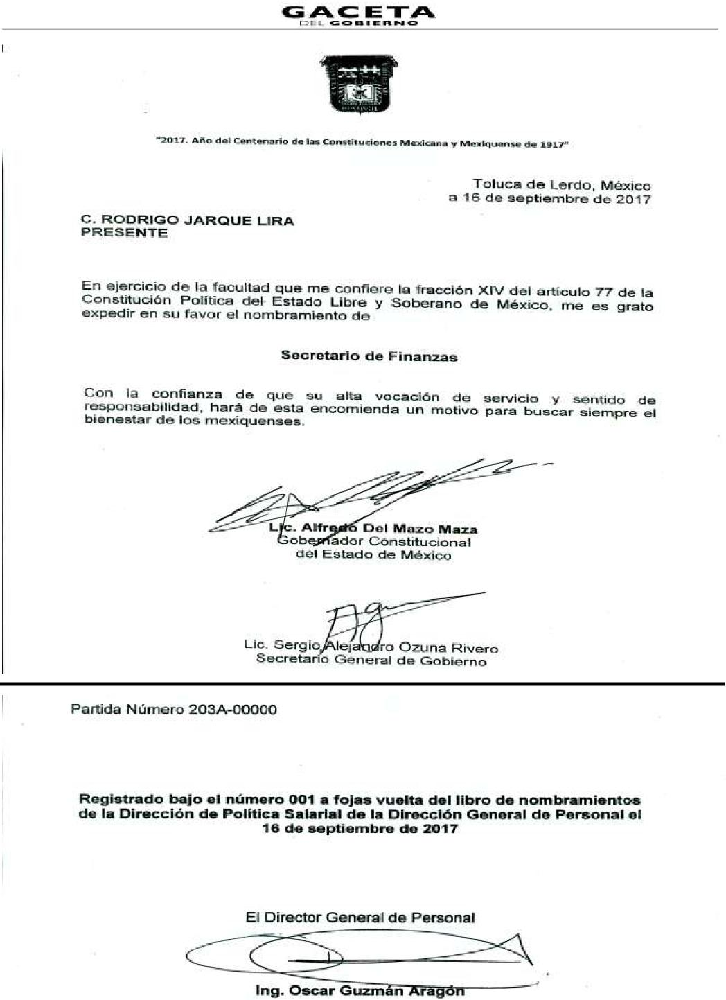 GACETA
DEL GOBIERNO
"2017. Año del Centenario de las Constituciones Mexicana y Mexiquense de 1917"
Toluca de Lerdo, México
a 16 de septiembre de 2017
C. RODRIGO JARQUE LIRA
PRESENTE
En ejercicio de la facultad que me confiere la fracción XIV del artículo 77 de la
Constitución Política del Estado Libre y Soberano de México, me es grato
expedir en su favor el nombramiento de
Secretario de Finanzas
Con la confianza de que su alta vocación de servicio y sentido de
responsabilidad, hará de esta encomienda un motivo para buscar siempre el
bienestar de los mexiquenses.
Lic. Alfredo Del Mazo Maza
Gobernador Constitucional
del Estado de México
Lic. Sergio Alejandro Ozuna Rivero
Secretario General de Gobierno
Partida Número 203A-00000
Registrado bajo el número 001 a fojas vuelta del libro de nombramientos
de la Dirección de Política Salarial de la Dirección General de Personal el
16 de septiembre de 2017
El Director General de Personal
Ing. Oscar Guzmán Aragón